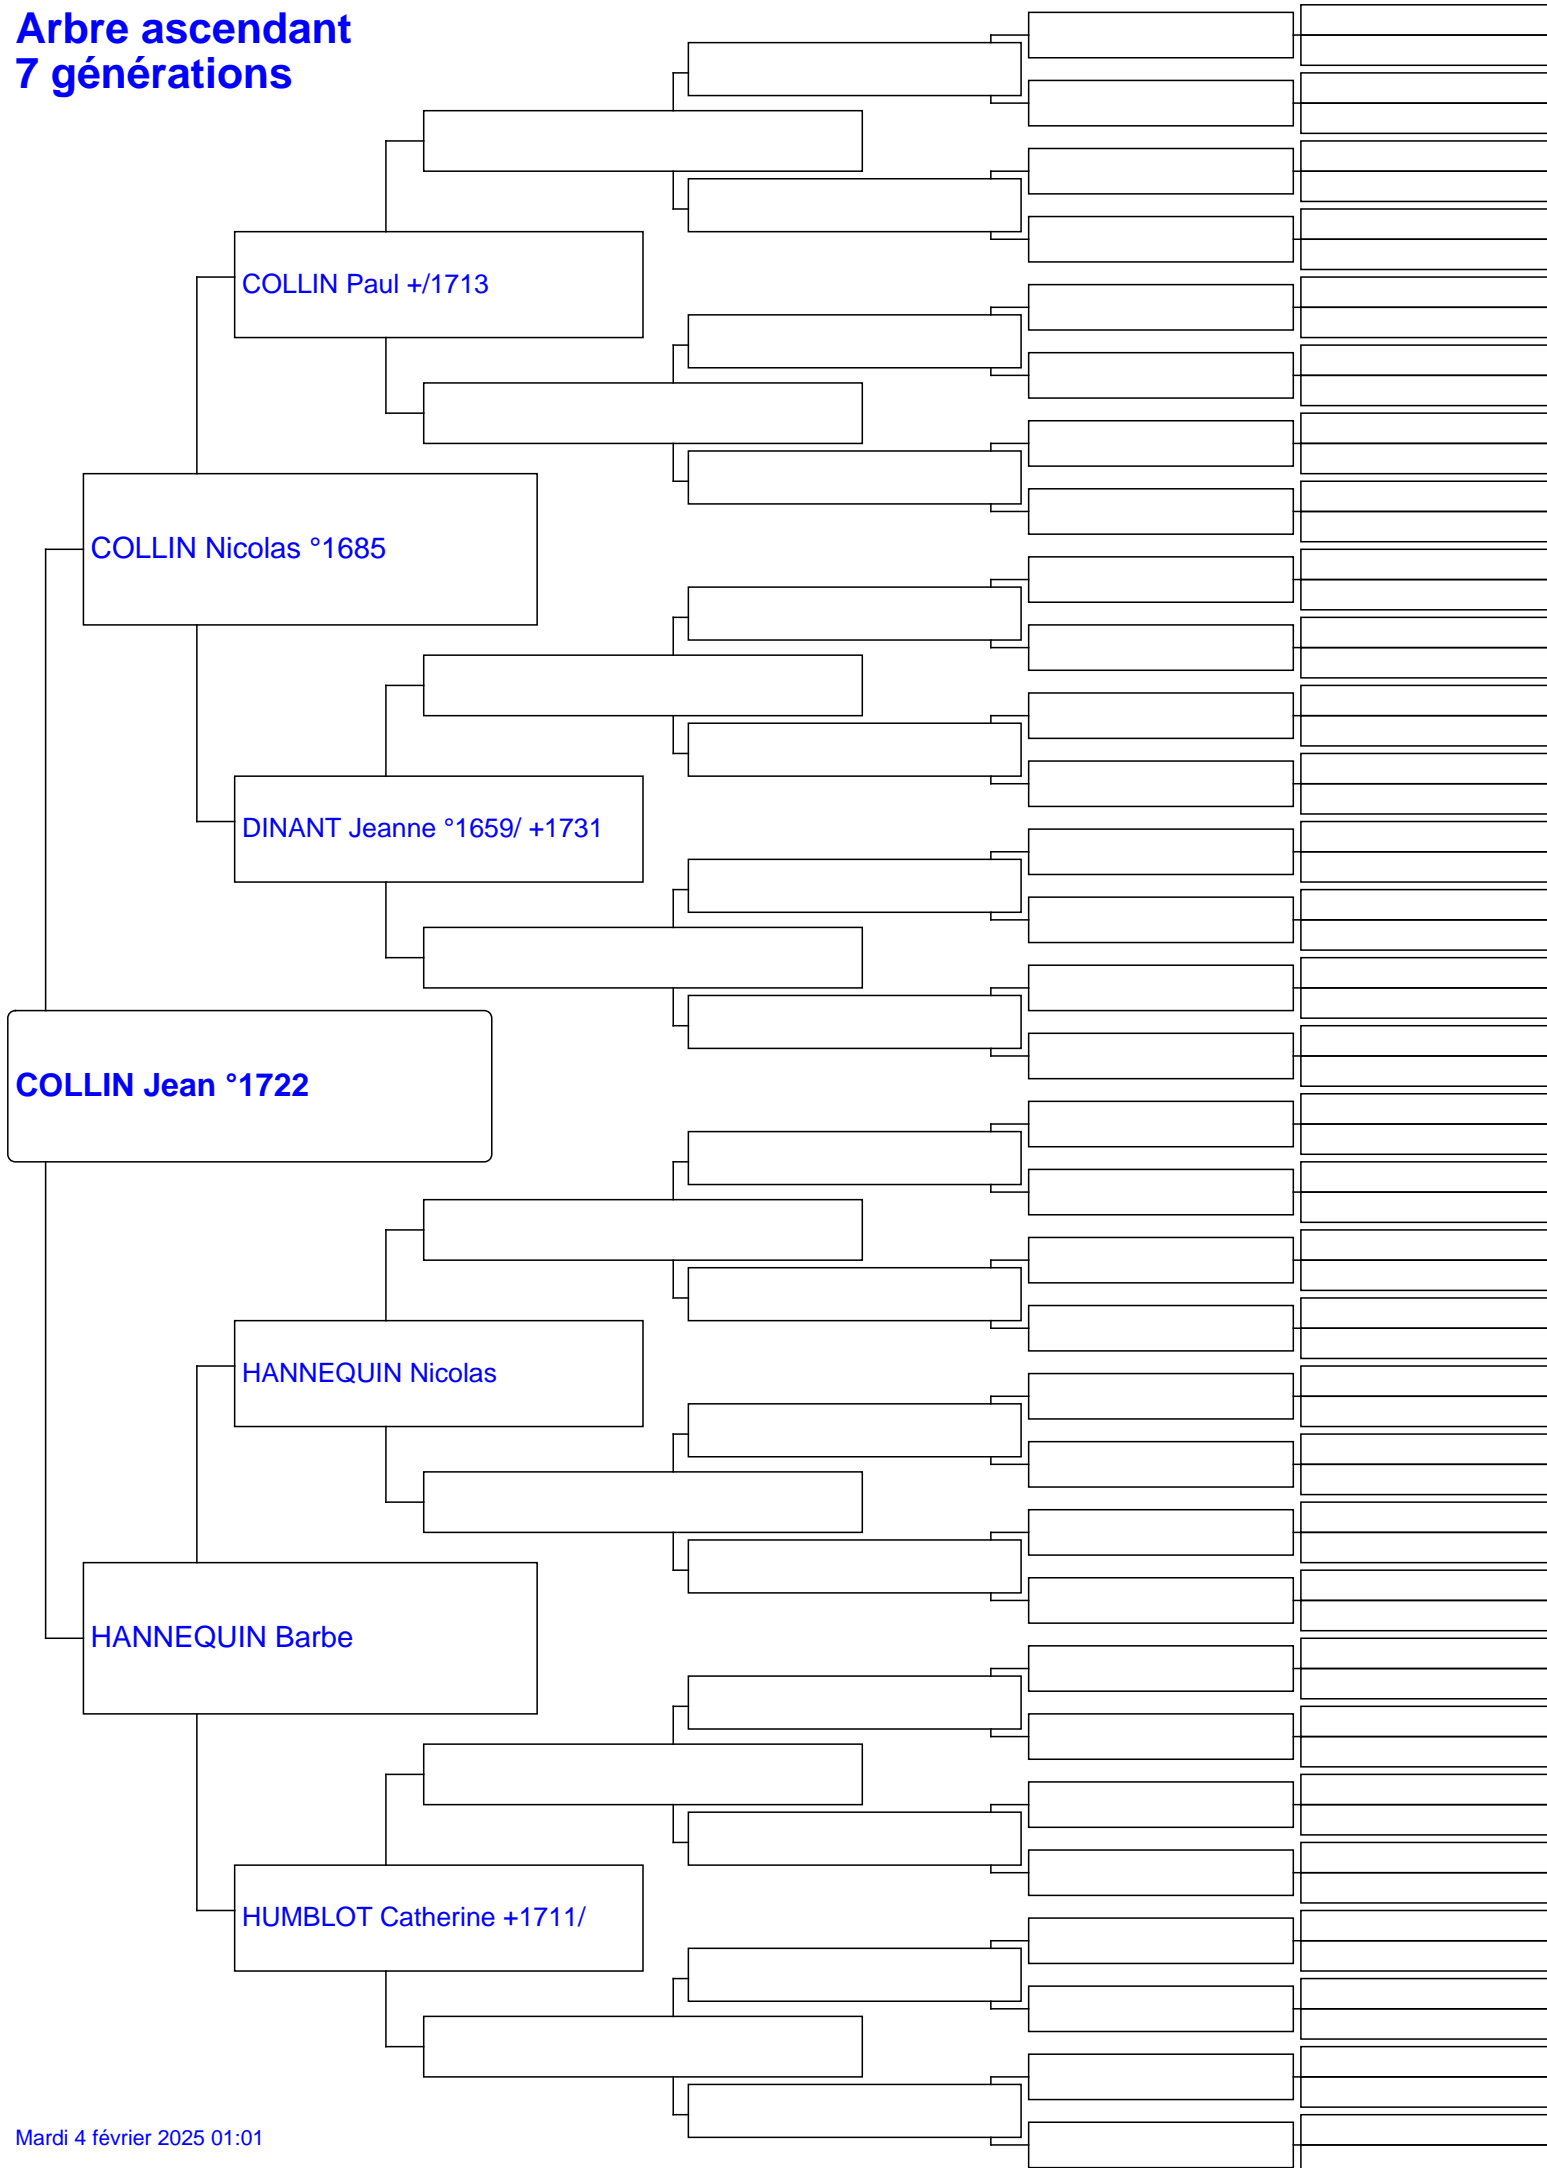 Arbre ascendant
7 générations
COLLIN Paul +/1713
COLLIN Nicolas °1685
DINANT Jeanne °1659/ +1731
COLLIN Jean °1722
HANNEQUIN Nicolas
HANNEQUIN Barbe
HUMBLOT Catherine +1711/
Mardi 4 février 2025 01:01